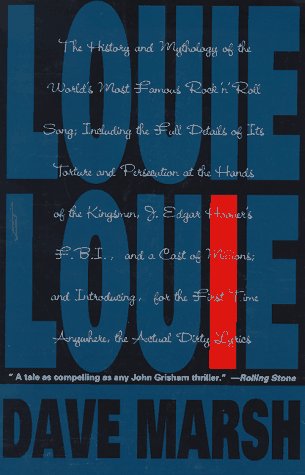 LOUIE
The History and Mythology of the
World's Most Famous Rock 'n' Roll
Song; Including the Full Details of Its
Torture and Persecution at the Hands
of the Kingsmen, J. Edgar Hoover's
F.B.I., and a Cast of Millions;
and Introducing, for the First Time
Anywhere, the Actual Dirty Lyrics
LOUIE
" A tale as compelling as any John Grisham thriller." —Rolling Stone
DAVE MARSH